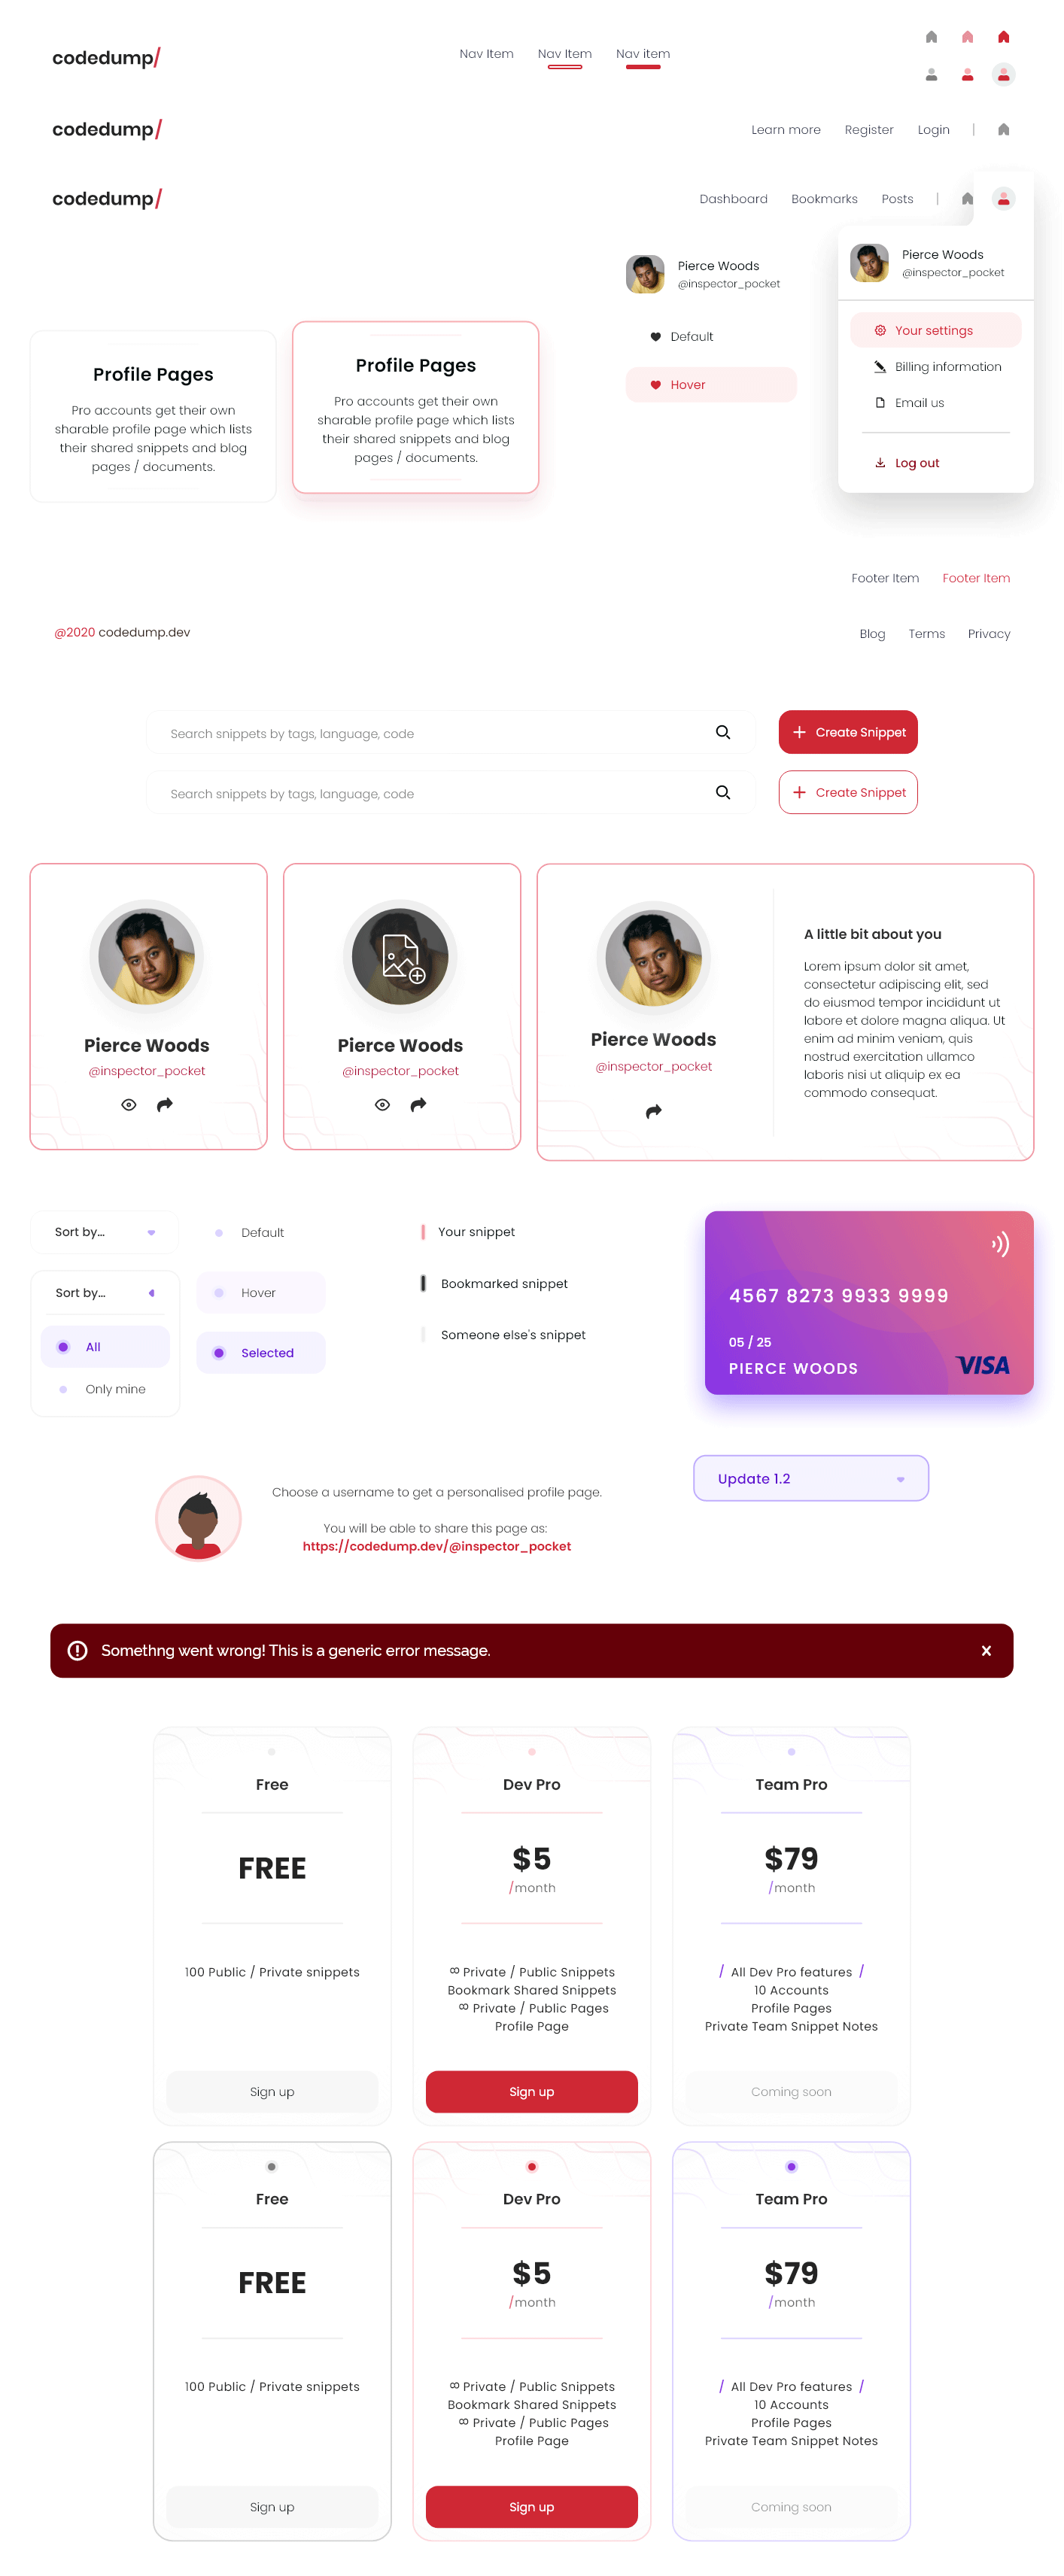 codedump/
Nav Item
Nav Item
Nav item
codedump/
Learn more
Register
Login
|
codedump/
Dashboard
Bookmarks
Posts
|
Pierce Woods
@inspector_pocket
Default
Hover
Pierce Woods
@inspector_pocket
Your settings
Billing information
Email us
Log out
Profile Pages
Pro accounts get their own
sharable profile page which lists
their shared snippets and blog
pages / documents.
Profile Pages
Pro accounts get their own
sharable profile page which lists
their shared snippets and blog
pages / documents.
Footer Item
Footer Item
@2020 codedump.dev
Blog
Terms
Privacy
Search snippets by tags, language, code
Create Snippet
Search snippets by tags, language, code
Create Snippet
Pierce Woods
@inspector_pocket
Pierce Woods
@inspector_pocket
Pierce Woods
@inspector_pocket
A little bit about you
Lorem ipsum dolor sit amet,
consectetur adipiscing elit, sed
do eiusmod tempor incididunt ut
labore et dolore magna aliqua. Ut
enim ad minim veniam, quis
nostrud exercitation ullamco
laboris nisi ut aliquip ex ea
commodo consequat.
Sort by...
Sort by...
All
Only mine
Default
Hover
Selected
Your snippet
Bookmarked snippet
Someone else's snippet
4567 8273 9933 9999
05 / 25
PIERCE WOODS
VISA
Update 1.2
Choose a username to get a personalised profile page.
You will be able to share this page as:
https://codedump.dev/@inspector_pocket
Somethng went wrong! This is a generic error message.
x
Free
FREE
100 Public / Private snippets
Sign up
Dev Pro
$5
/month
∞ Private / Public Snippets
Bookmark Shared Snippets
∞ Private / Public Pages
Profile Page
Sign up
Team Pro
$79
/month
/ All Dev Pro features /
10 Accounts
Profile Pages
Private Team Snippet Notes
Coming soon
Free
FREE
100 Public / Private snippets
Sign up
Dev Pro
$5
/month
∞ Private / Public Snippets
Bookmark Shared Snippets
∞ Private / Public Pages
Profile Page
Sign up
Team Pro
$79
/month
/ All Dev Pro features /
10 Accounts
Profile Pages
Private Team Snippet Notes
Coming soon